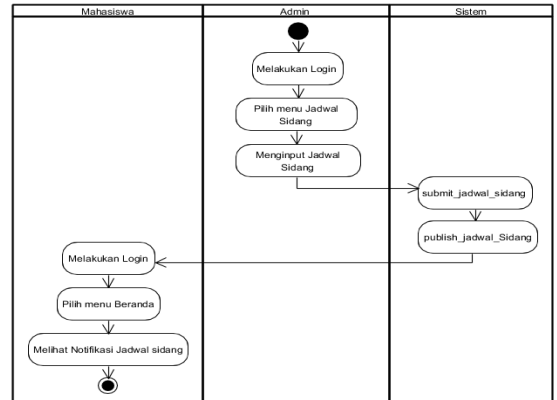 Mahasiswa
Admin
Sistem
Melakukan Login
Pilih menu Jadwal
Sidang
Menginput Jadwal
Sidang
submit_jadwal_sidang
publish_jadwal_Sidang
Melakukan Login
Pilih menu Beranda
Melihat Notifikasi Jadwal sidang